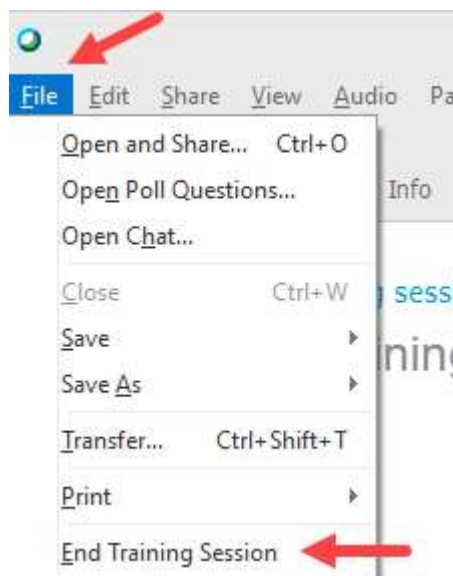 File Edit Share View Audio Pa
Open and Share... Ctrl+O
Open Poll Questions...
Info
Open Chat...
Close Ctrl+W
sess
Save
ining
Save As
Transfer... Ctrl+Shift+T
Print
End Training Session